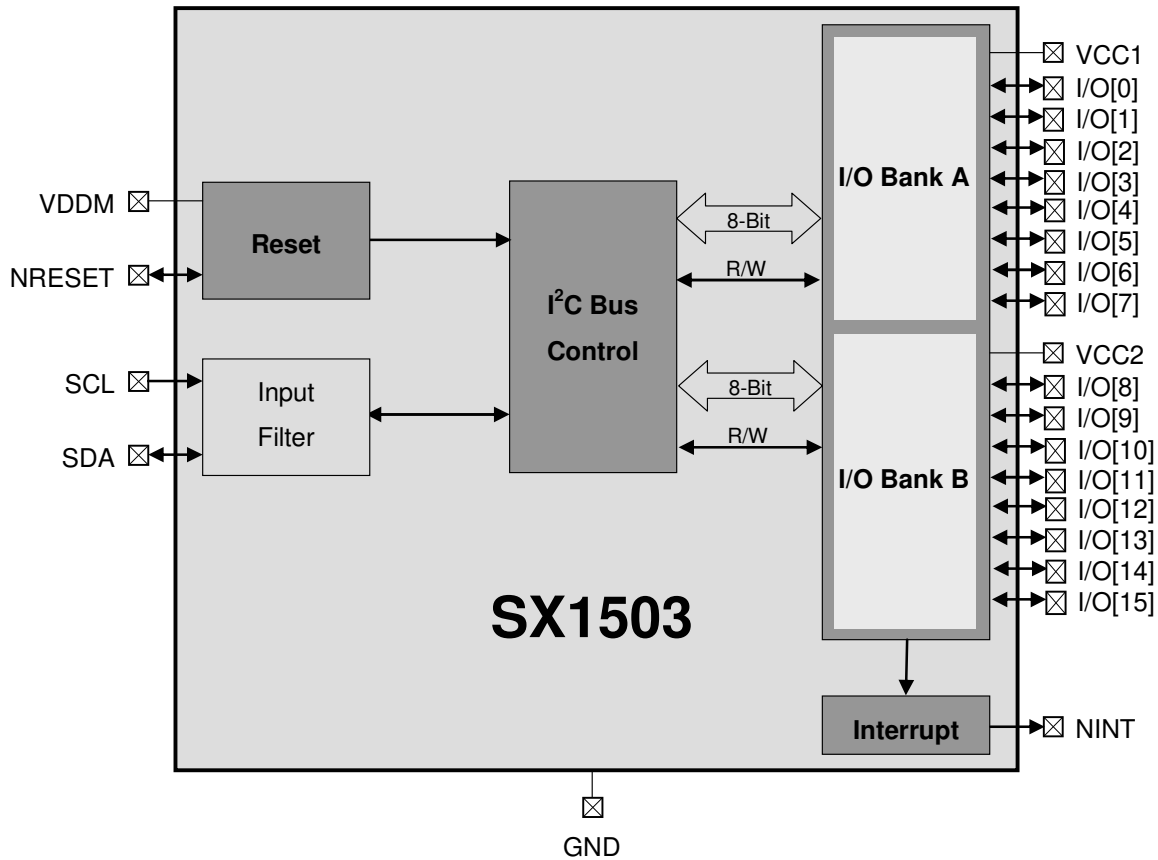 VDDM
NRESET
SCL
SDA
Reset
Input
Filter
I²C Bus
Control
8-Bit
R/W
8-Bit
R/W
I/O Bank A
I/O Bank B
VCC1
I/O[0]
I/O[1]
I/O[2]
I/O[3]
I/O[4]
I/O[5]
I/O[6]
I/O[7]
VCC2
I/O[8]
I/O[9]
I/O[10]
I/O[11]
I/O[12]
I/O[13]
I/O[14]
I/O[15]
SX1503
Interrupt
NINT
GND